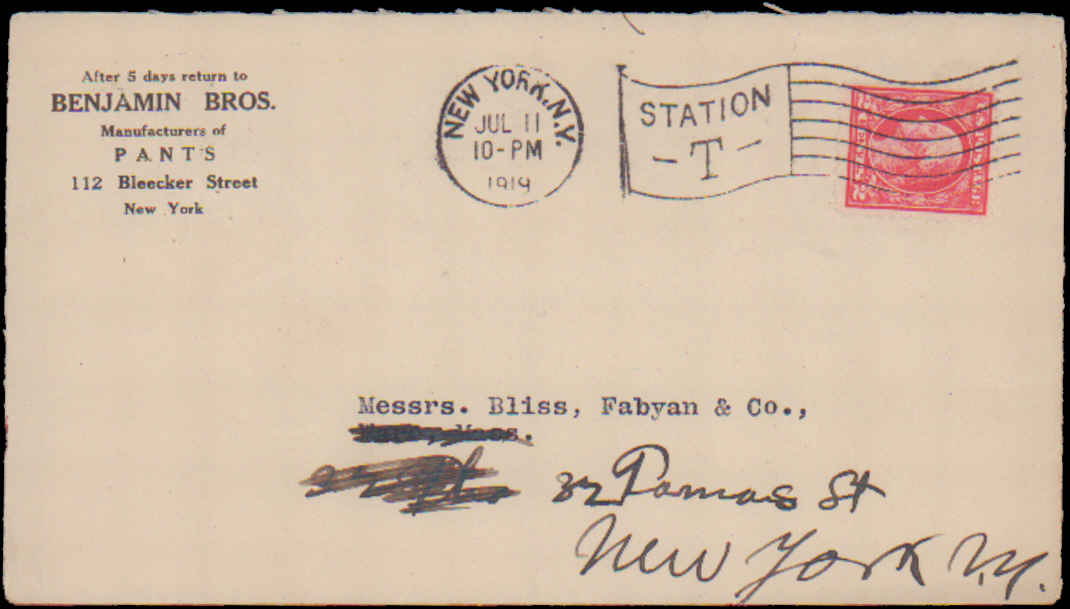 After 5 days return to
BENJAMIN BROS.
Manufacturers of
PANTS
112 Bleecker Street
New York
NEW YORK, N.Y.
JUL 11
10-PM
1919
STATION
-T-
Messrs. Bliss, Fabyan & Co.,
32 Tomas St
New York N.Y.